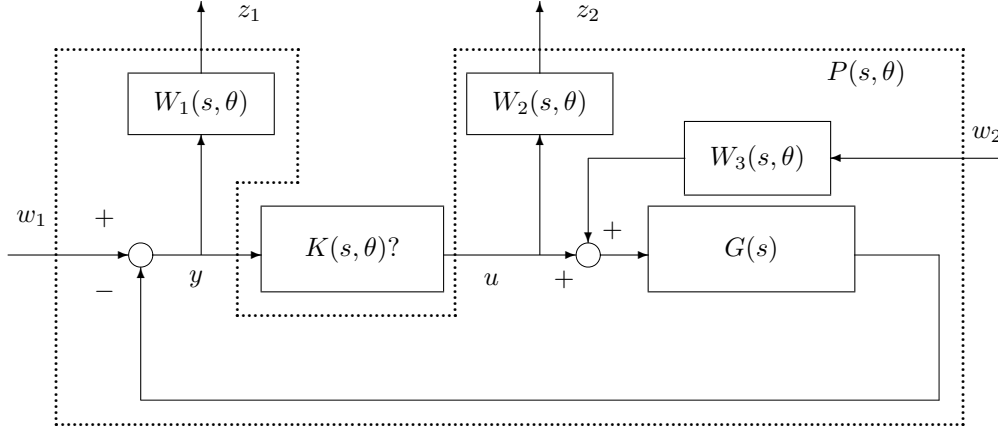 z₁
z₂
P(s, θ)
W₁(s, θ)
W₂(s, θ)
w₂
W₃(s, θ)
w₁
+
+
K(s, θ)?
G(s)
−
y
u
+